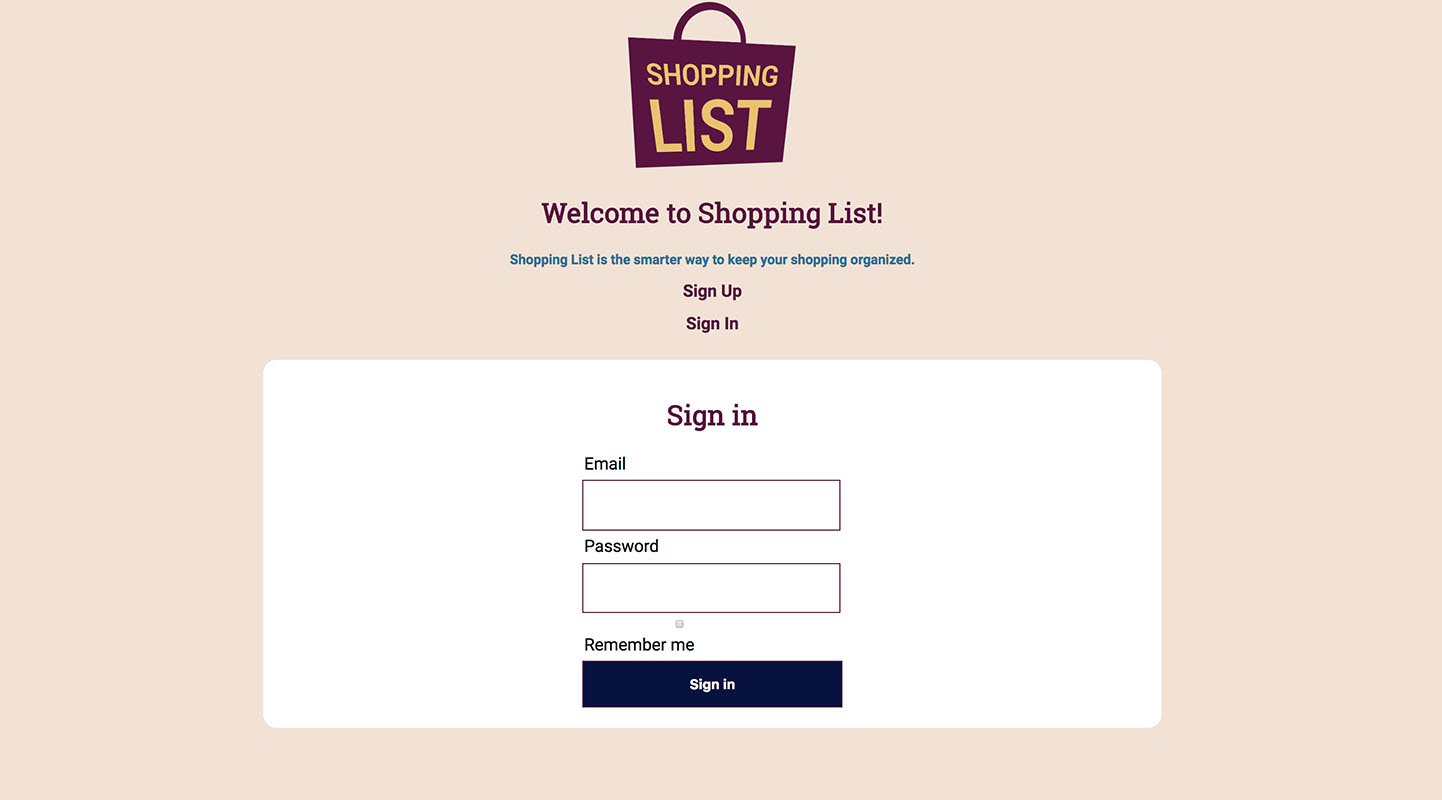 SHOPPING
LIST
Welcome to Shopping List!
Shopping List is the smarter way to keep your shopping organized.
Sign Up
Sign In
Sign in
Email
Password
Remember me
Sign in